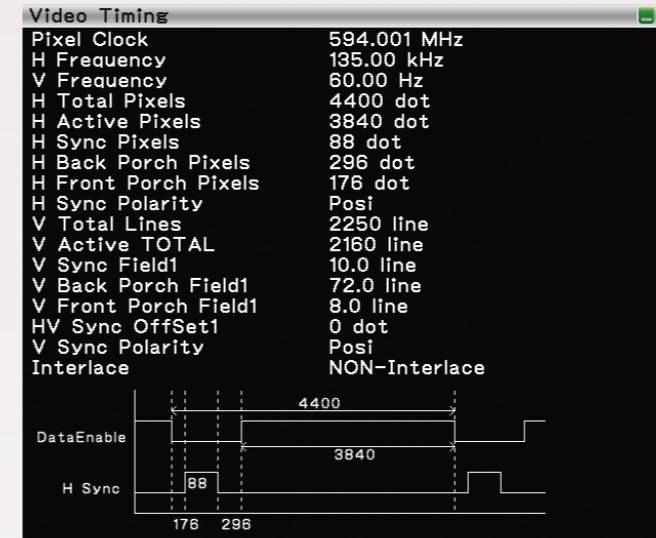 Video Timing
Pixel Clock 594.001 MHz
H Frequency 135.00 kHz
V Frequency 60.00 Hz
H Total Pixels 4400 dot
H Active Pixels 3840 dot
H Sync Pixels 88 dot
H Back Porch Pixels 296 dot
H Front Porch Pixels 176 dot
H Sync Polarity Posi
V Total Lines 2250 line
V Active TOTAL 2160 line
V Sync Field1 10.0 line
V Back Porch Field1 72.0 line
V Front Porch Field1 8.0 line
HV Sync OffSet1 0 dot
V Sync Polarity Posi
Interlace NON-Interlace
4400
DataEnable
3840
H Sync 88
176 296